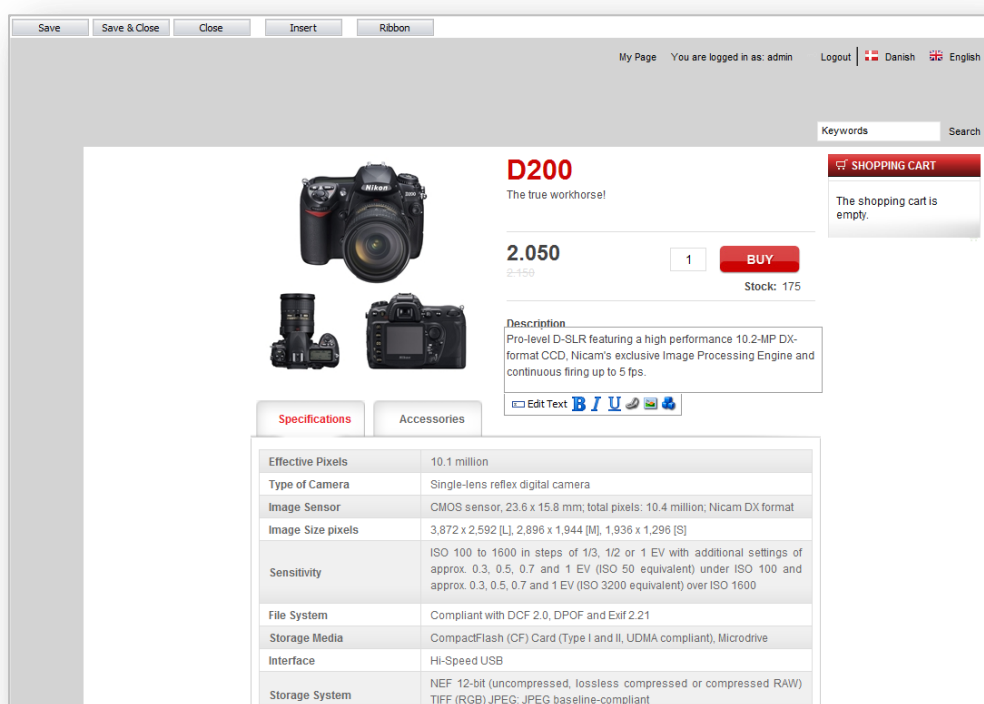 Save Save & Close Close Insert Ribbon
My Page You are logged in as: admin Logout Danish English
Keywords Search
SHOPPING CART
The shopping cart is
empty.
Nikon
D200
D200
The true workhorse!
2.050
2.150
1
BUY
Stock: 175
Description
Pro-level D-SLR featuring a high performance 10.2-MP DX-
format CCD, Nicam's exclusive Image Processing Engine and
continuous firing up to 5 fps.
Edit Text B I U
Specifications Accessories
Effective Pixels 10.1 million
Type of Camera Single-lens reflex digital camera
Image Sensor CMOS sensor, 23.6 x 15.8 mm; total pixels: 10.4 million; Nicam DX format
Image Size pixels 3,872 x 2,592 [L], 2,896 x 1,944 [M], 1,936 x 1,296 [S]
Sensitivity ISO 100 to 1600 in steps of 1/3, 1/2 or 1 EV with additional settings of
approx. 0.3, 0.5, 0.7 and 1 EV (ISO 50 equivalent) under ISO 100 and
approx. 0.3, 0.5, 0.7 and 1 EV (ISO 3200 equivalent) over ISO 1600
File System Compliant with DCF 2.0, DPOF and Exif 2.21
Storage Media CompactFlash (CF) Card (Type I and II, UDMA compliant), Microdrive
Interface Hi-Speed USB
Storage System NEF 12-bit (uncompressed, lossless compressed or compressed RAW)
TIFF (RGB) JPEG: JPEG baseline-compliant